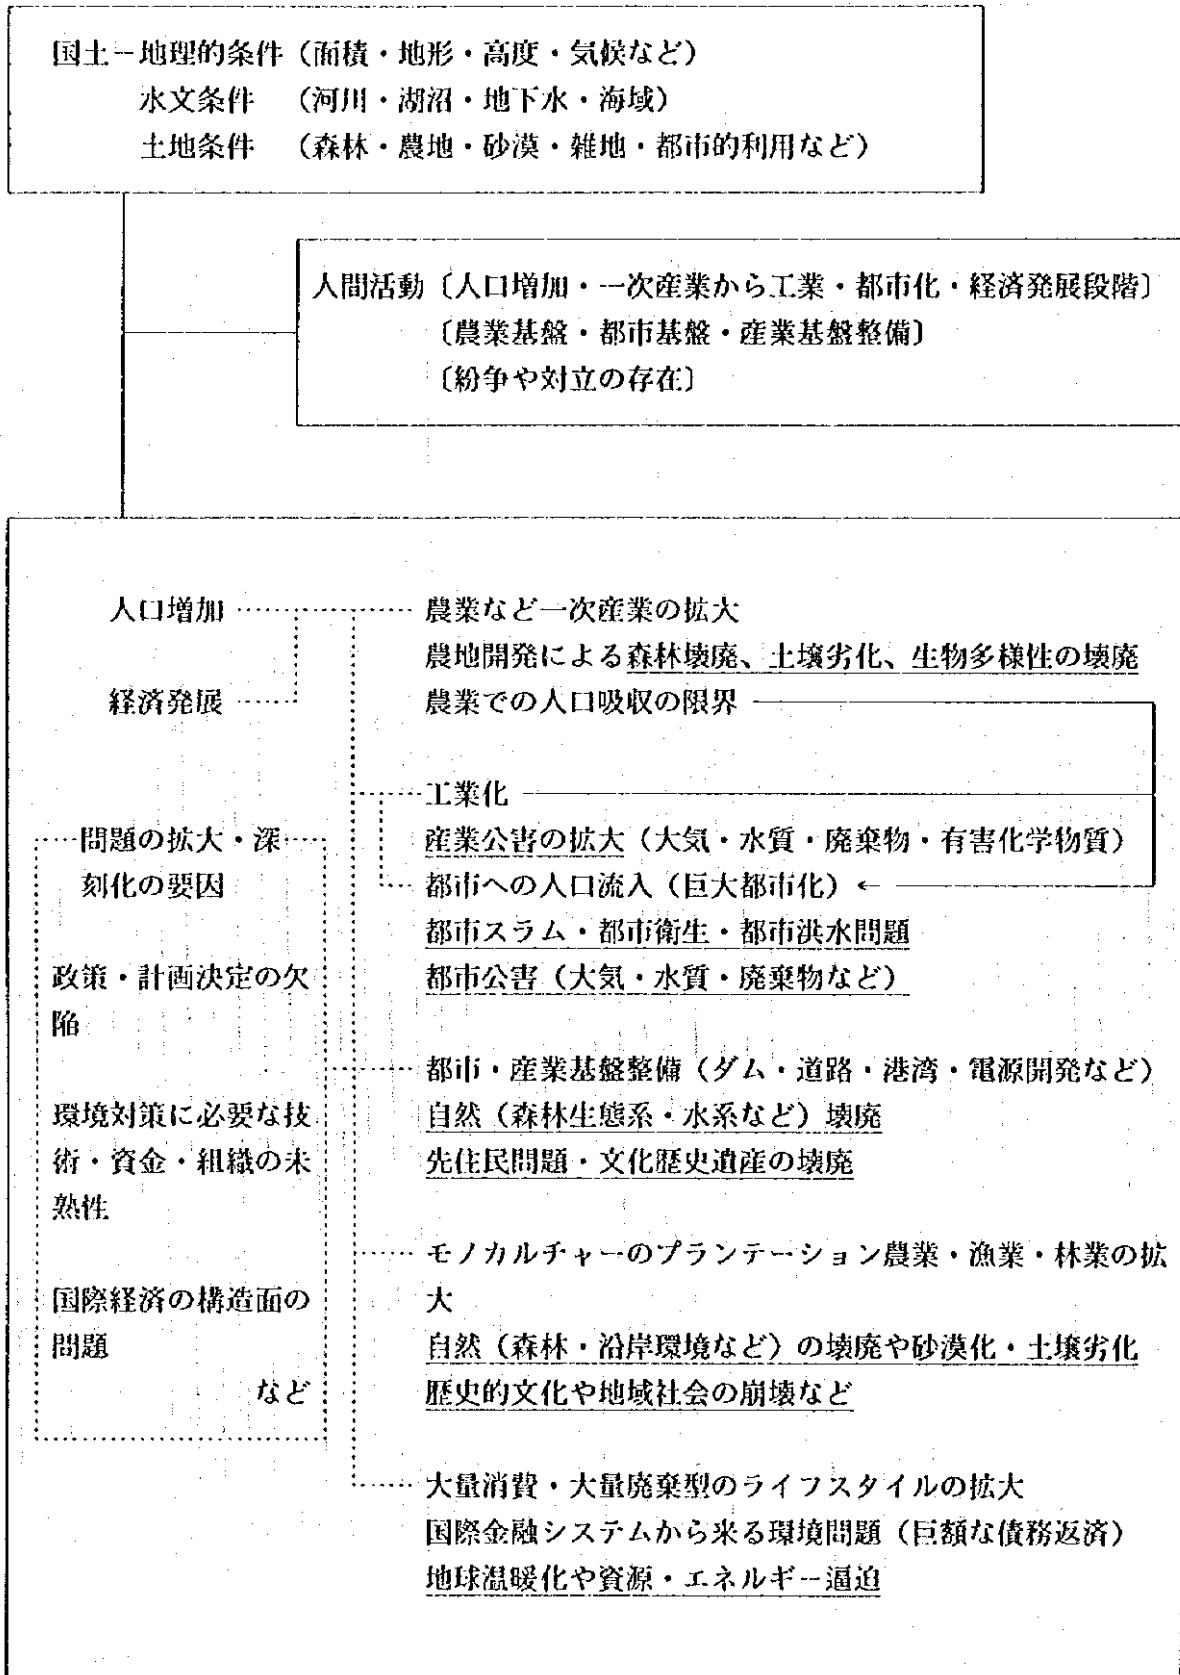 国土－地理的条件（面積・地形・高度・気候など）
水文条件　（河川・湖沼・地下水・海域）
土地条件　（森林・農地・砂漠・雑地・都市的利用など）
人間活動〔人口増加・一次産業から工業・都市化・経済発展段階〕
〔農業基盤・都市基盤・産業基盤整備〕
〔紛争や対立の存在〕
人口増加
経済発展
問題の拡大・深
刻化の要因
政策・計画決定の欠
陥
環境対策に必要な技
術・資金・組織の未
熟性
国際経済の構造面の
問題
など
農業など一次産業の拡大
農地開発による森林壊廃、土壌劣化、生物多様性の壊廃
農業での人口吸収の限界
工業化
産業公害の拡大（大気・水質・廃棄物・有害化学物質）
都市への人口流入（巨大都市化）←
都市スラム・都市衛生・都市洪水問題
都市公害（大気・水質・廃棄物など）
都市・産業基盤整備（ダム・道路・港湾・電源開発など）
自然（森林生態系・水系など）壊廃
先住民問題・文化歴史遺産の壊廃
モノカルチャーのプランテーション農業・漁業・林業の拡
大
自然（森林・沿岸環境など）の壊廃や砂漠化・土壌劣化
歴史的文化や地域社会の崩壊など
大量消費・大量廃棄型のライフスタイルの拡大
国際金融システムから来る環境問題（巨額な債務返済）
地球温暖化や資源・エネルギー逼迫